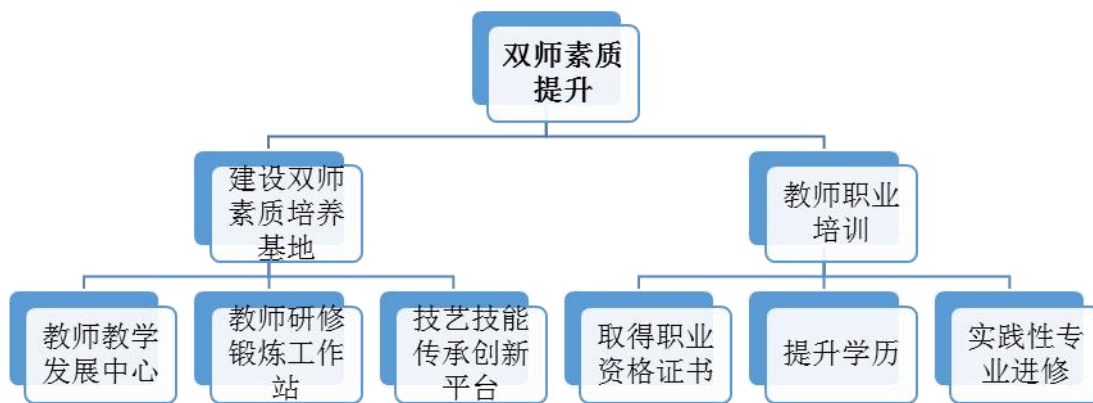 双师素质
提升
建设双师
素质培养
基地
教师职业
培训
教师教学
发展中心
教师研修
锻炼工作
站
技艺技能
传承创新
平台
取得职业
资格证书
提升学历
实践性专
业进修